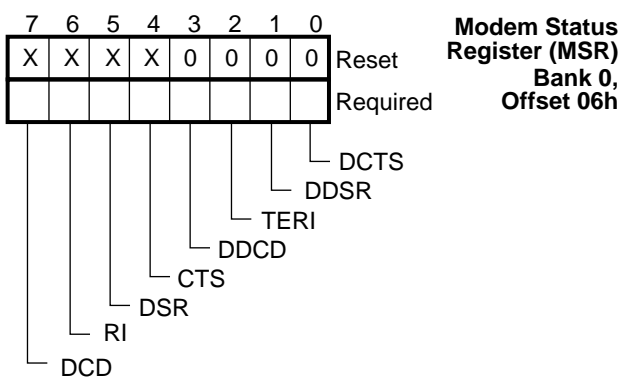 7 6 5 4 3 2 1 0
X X X X 0 0 0 0 Reset
Required
Modem Status
Register (MSR)
Bank 0,
Offset 06h
DCTS
DDSR
TERI
DDCD
CTS
DSR
RI
DCD